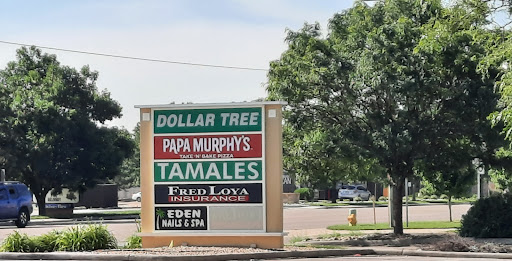 DOLLAR TREE
PAPA MURPHY'S
TAKE 'N' BAKE PIZZA
TAMALES
FRED LOYA
INSURANCE
EDEN
NAILS & SPA